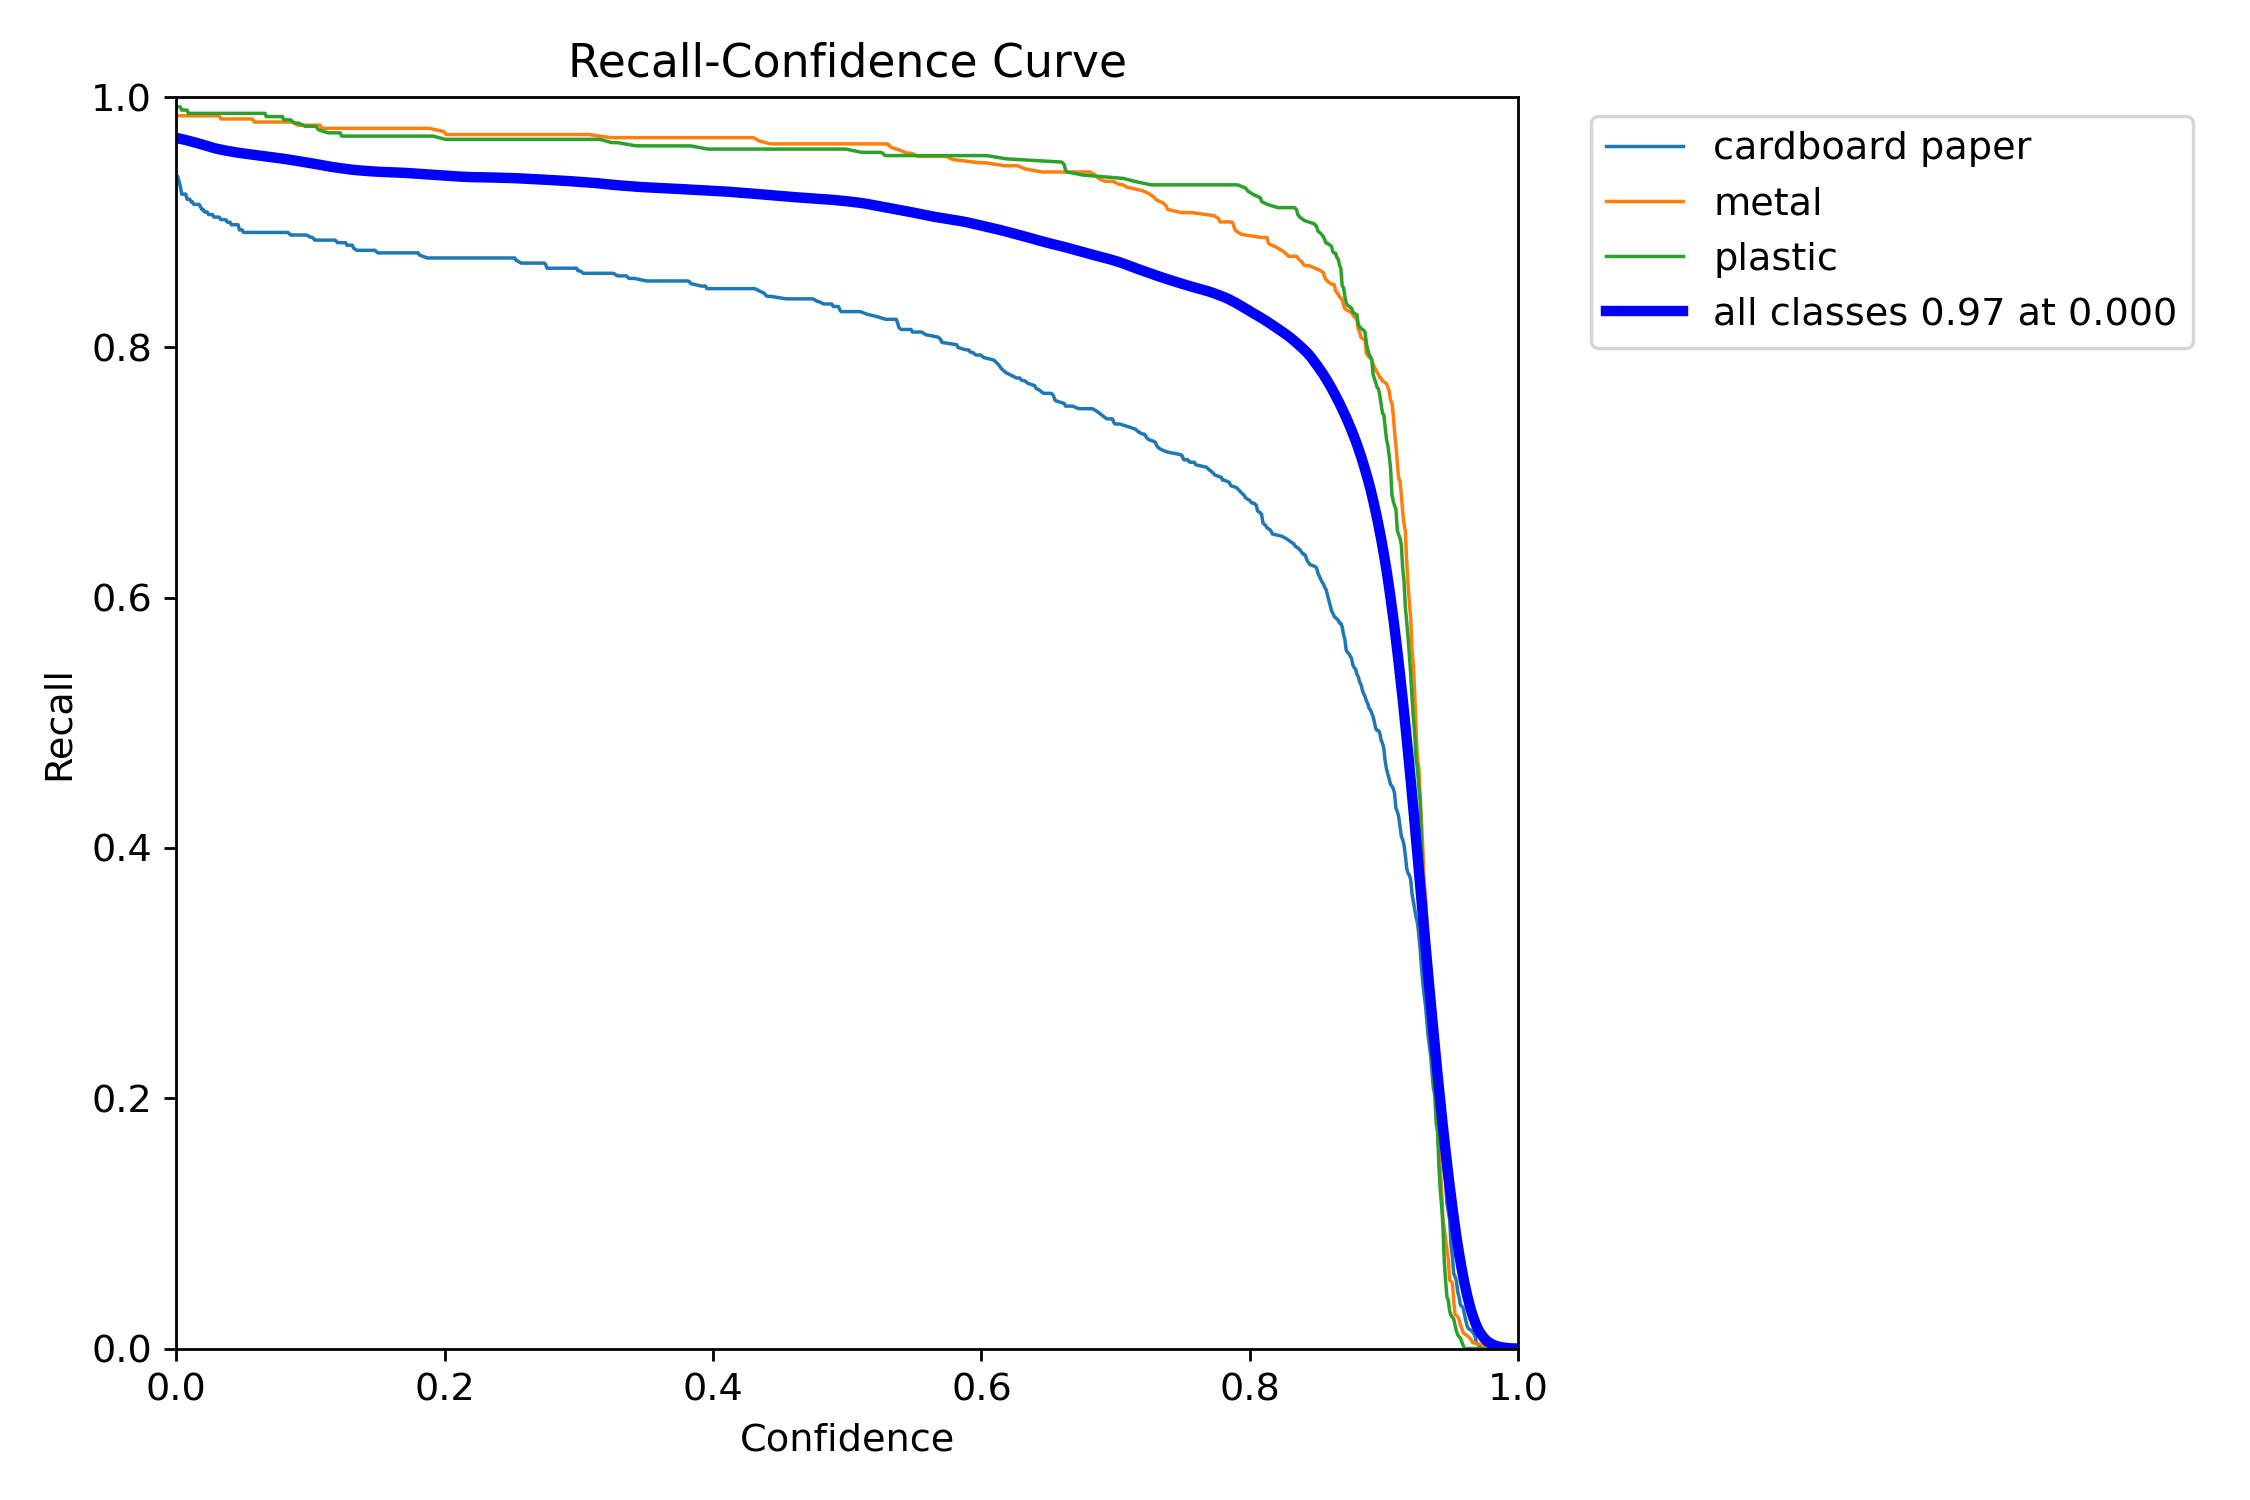 Recall-Confidence Curve
1.0
0.8
0.6
0.4
0.2
0.0
Recall
0.0 0.2 0.4 0.6 0.8 1.0
Confidence
cardboard paper
metal
plastic
all classes 0.97 at 0.000